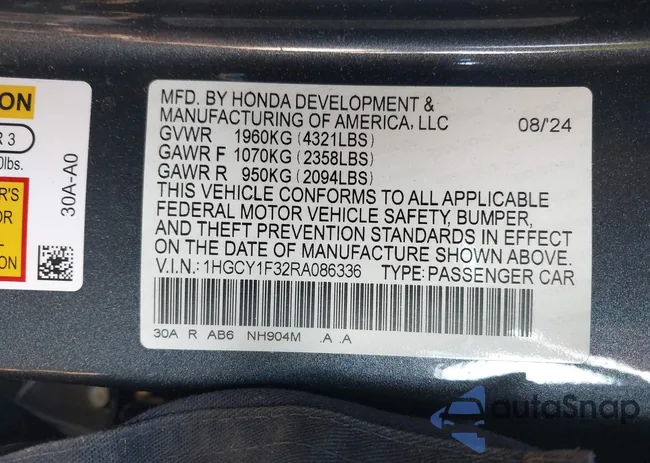 ON
R 3
0lbs.
R'S
OR
L-
ION
30A-A0
MFD. BY HONDA DEVELOPMENT &
MANUFACTURING OF AMERICA, LLC 08/'24
GVWR 1960KG (4321LBS)
GAWR F 1070KG (2358LBS)
GAWR R 950KG (2094LBS)
THIS VEHICLE CONFORMS TO ALL APPLICABLE
FEDERAL MOTOR VEHICLE SAFETY, BUMPER,
AND THEFT PREVENTION STANDARDS IN EFFECT
ON THE DATE OF MANUFACTURE SHOWN ABOVE.
V.I.N.: 1HGCY1F32RA086336 TYPE: PASSENGER CAR
30A R AB6 NH904M .A .A
autoSnap